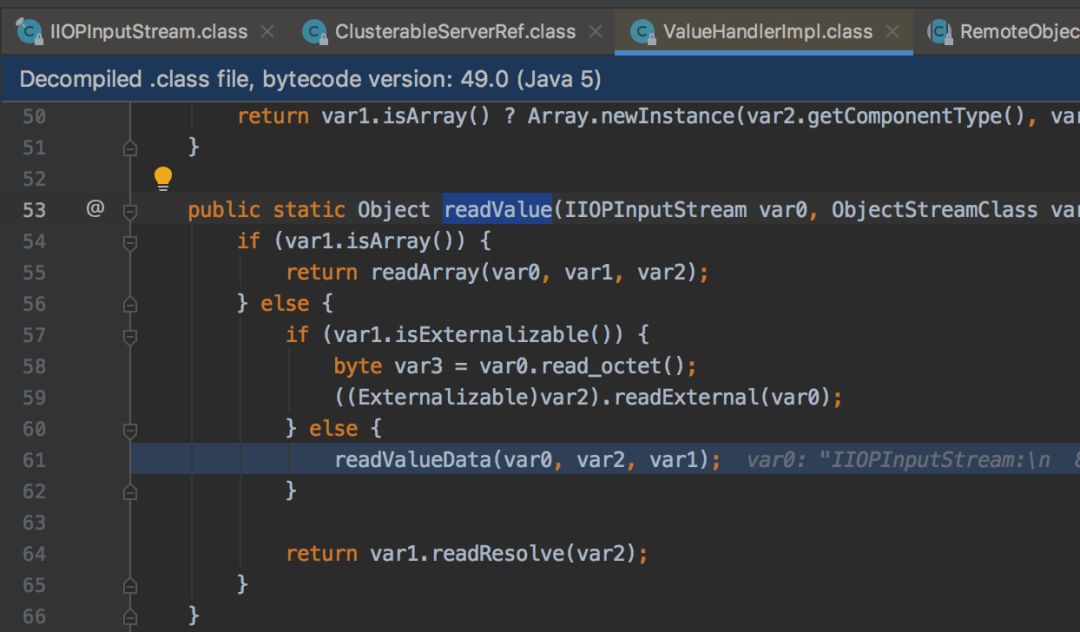 IIOPInputStream.class ClusterableServerRef.class ValueHandlerImpl.class RemoteObjec
Decompiled .class file, bytecode version: 49.0 (Java 5)
50 return var1.isArray() ? Array.newInstance(var2.getComponentType(), var
51 }
52
53 @ public static Object readValue(IIOPInputStream var0, ObjectStreamClass var
54 if (var1.isArray()) {
55 return readArray(var0, var1, var2);
56 } else {
57 if (var1.isExternalizable()) {
58 byte var3 = var0.read_octet();
59 ((Externalizable)var2).readExternal(var0);
60 } else {
61 readValueData(var0, var2, var1); var0: "IIOPInputStream:\n
62 }
63
64 return var1.readResolve(var2);
65 }
66 }